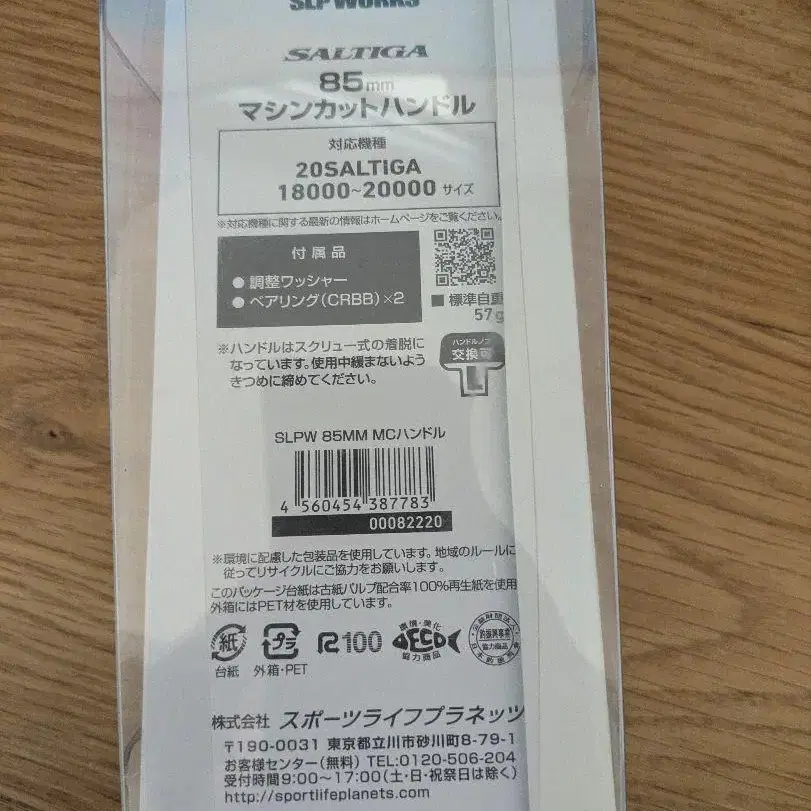 SLP WORKS
SALTIGA
85mm
マシンカットハンドル
対応機種
20SALTIGA
18000~20000 サイズ
※対応機種に関する最新の情報はホームページをご覧ください。
付属品
● 調整ワッシャー
● ベアリング(CRBB)×2
■ 標準自重
57g
ハンドルノブ
交換可
※ハンドルはスクリュー式の着脱に
なっています。使用中緩まないよう
きつめに締めてください。
SLPW 85MM MCハンドル
4 560454 387783
00082220
※環境に配慮した包装品を使用しています。地域のルールに
従ってリサイクルにご協力をお願いします。
このパッケージ台紙は古紙パルプ配合率100%再生紙を使用
外箱にはPET材を使用しています。
紙
プラ
R100
環境・美化
ECO
協力商品
台紙
外箱・PET
株式会社 スポーツライフプラネッツ
〒190-0031 東京都立川市砂川町8-79-1
お客様センター(無料) TEL:0120-506-204
受付時間9:00~17:00(土・日・祝祭日は除く)
http://sportlifeplanets.com/